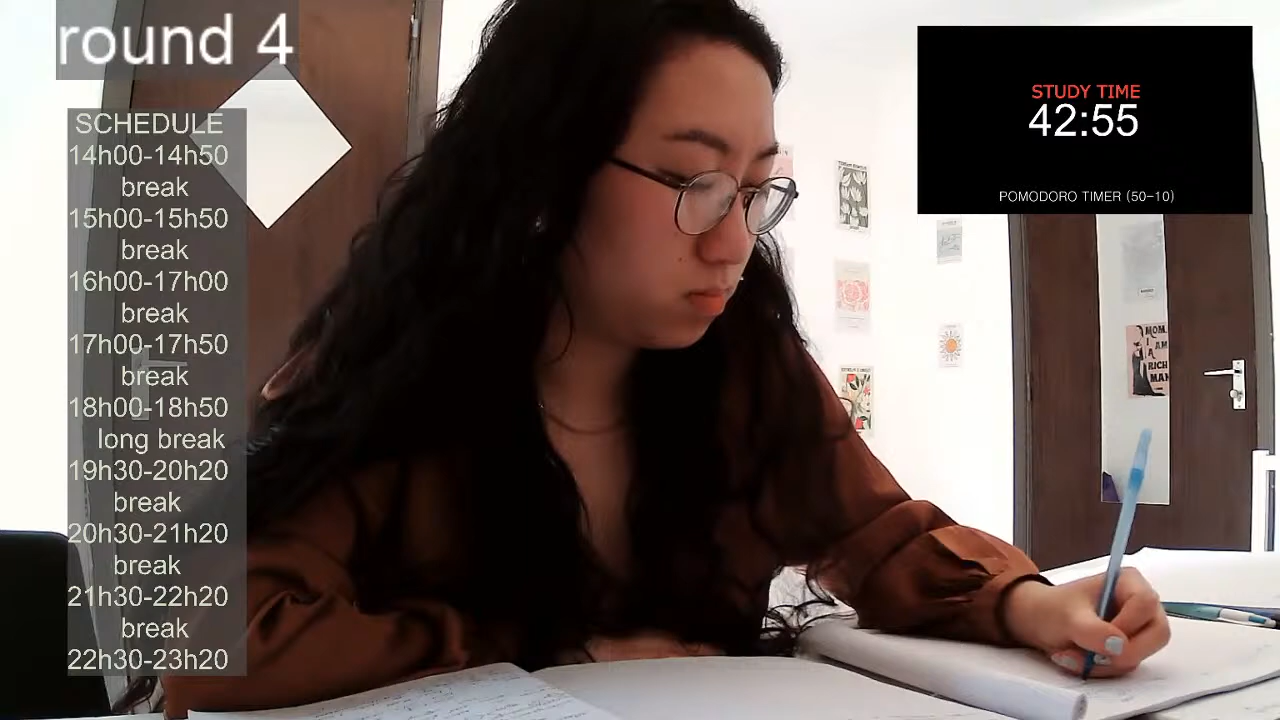 round 4
SCHEDULE
14h00-14h50
break
15h00-15h50
break
16h00-17h00
break
17h00-17h50
break
18h00-18h50
long break
19h30-20h20
break
20h30-21h20
break
21h30-22h20
break
22h30-23h20
STUDY TIME
42:55
POMODORO TIMER (50-10)
MOM,
I AM
A
RICH
MAN